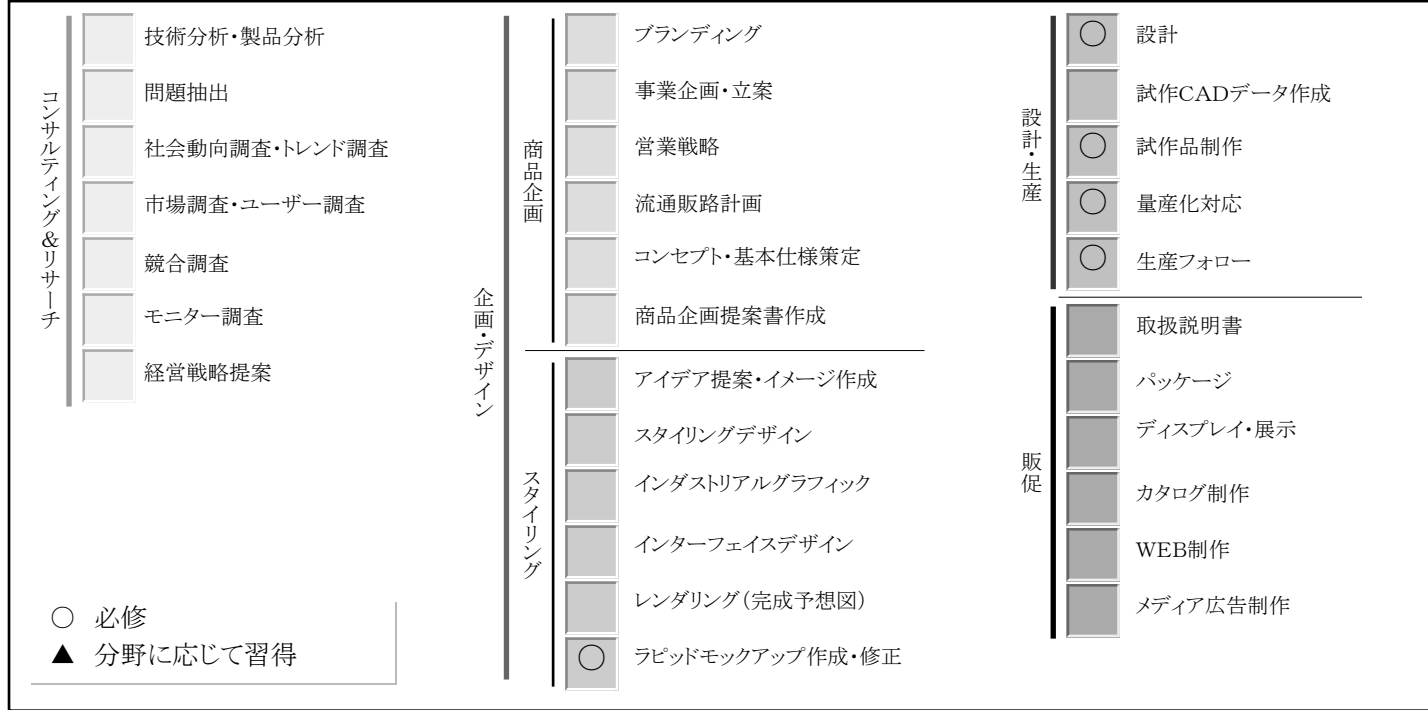 コンサルティング&リサーチ
技術分析・製品分析
問題抽出
社会動向調査・トレンド調査
市場調査・ユーザー調査
競合調査
モニター調査
経営戦略提案
企画・デザイン
商品企画
ブランディング
事業企画・立案
営業戦略
流通販路計画
コンセプト・基本仕様策定
商品企画提案書作成
スタイリング
アイデア提案・イメージ作成
スタイリングデザイン
インダストリアルグラフィック
インターフェイスデザイン
レンダリング(完成予想図)
○ ラピッドモックアップ作成・修正
設計・生産
○ 設計
試作CADデータ作成
○ 試作品制作
○ 量産化対応
○ 生産フォロー
販促
取扱説明書
パッケージ
ディスプレイ・展示
カタログ制作
WEB制作
メディア広告制作
○ 必修
▲ 分野に応じて習得